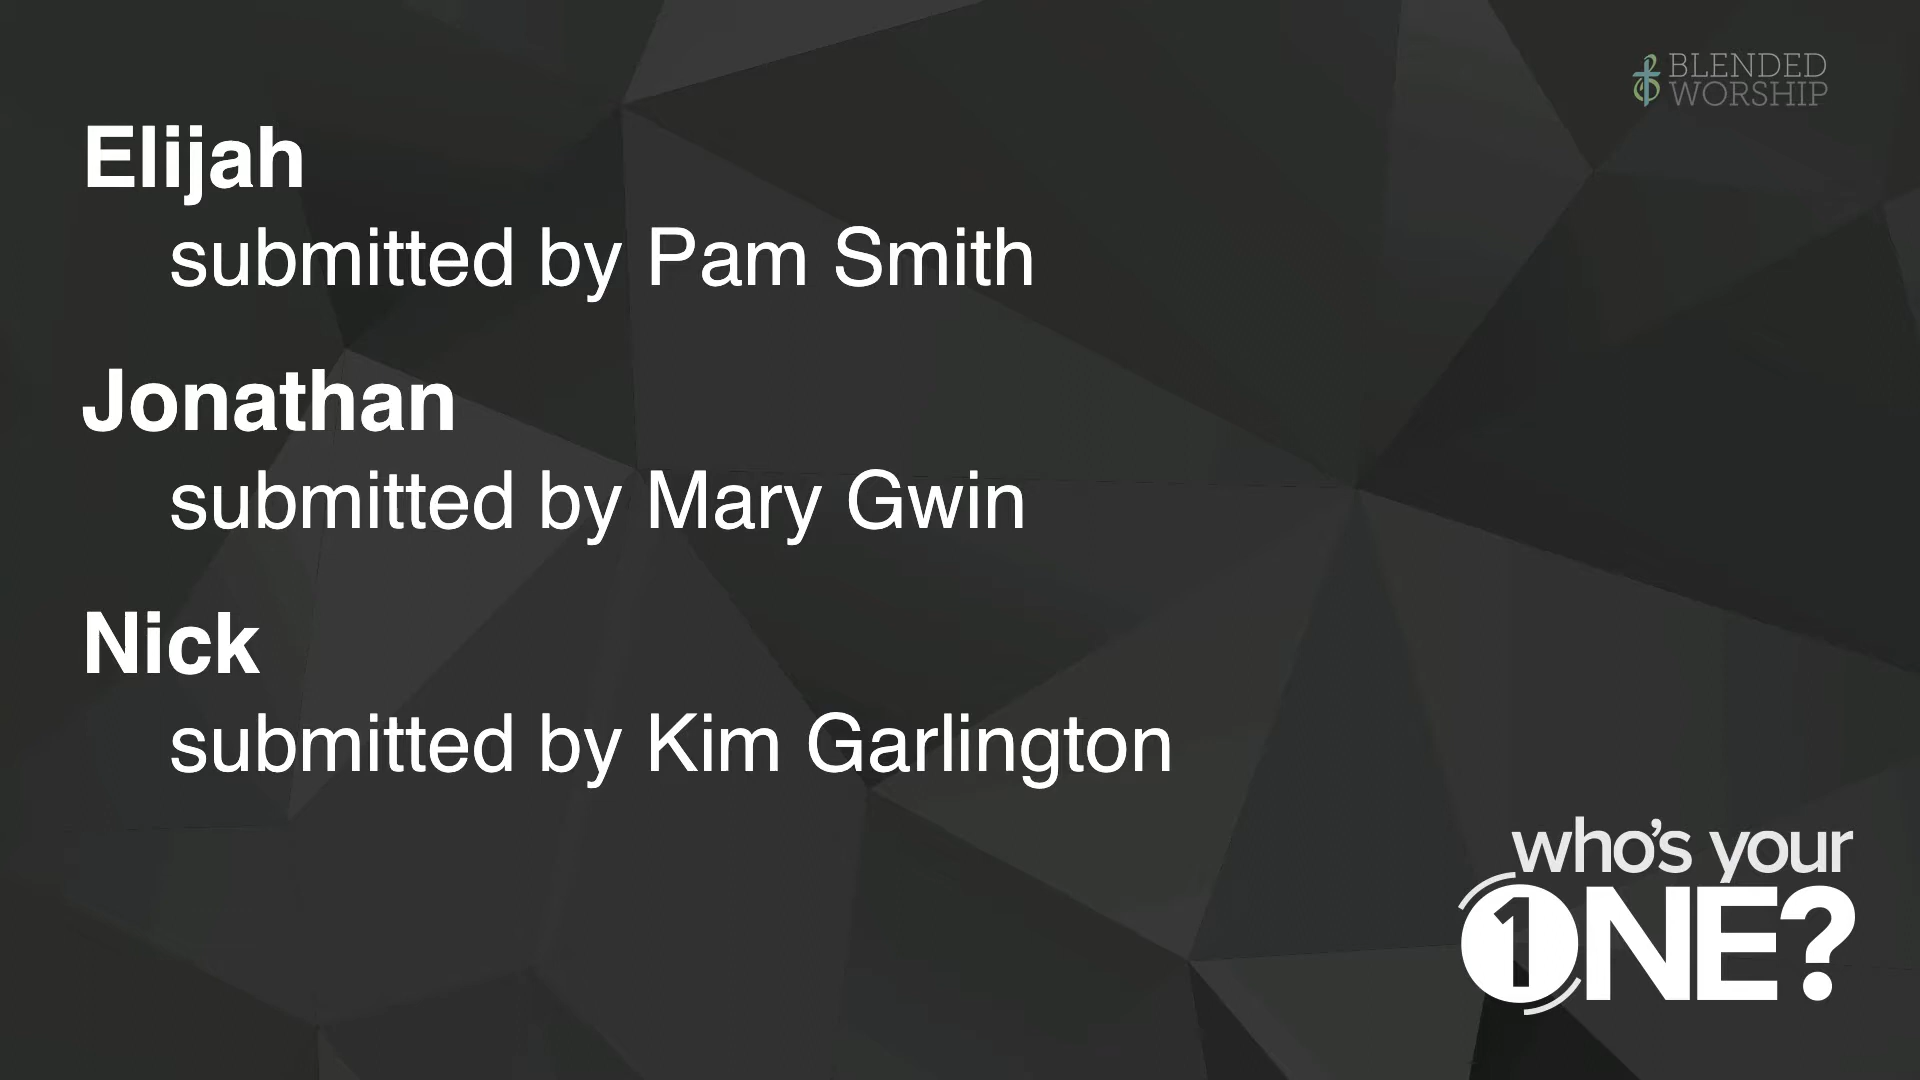 BLENDED
WORSHIP
Elijah
submitted by Pam Smith
Jonathan
submitted by Mary Gwin
Nick
submitted by Kim Garlington
who's your
1NE?